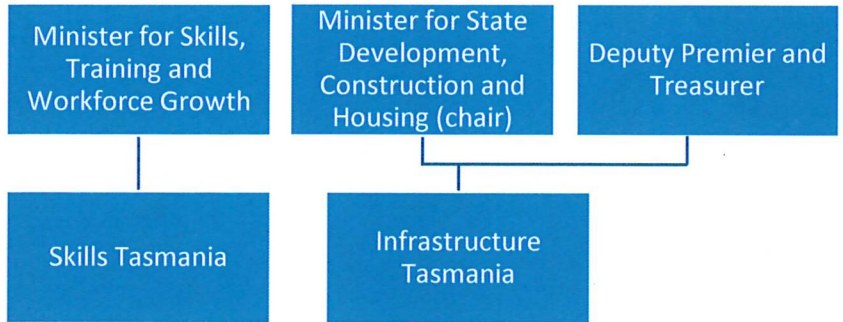 Minister for Skills,
Training and
Workforce Growth
Minister for State
Development,
Construction and
Housing (chair)
Deputy Premier and
Treasurer
Skills Tasmania
Infrastructure
Tasmania